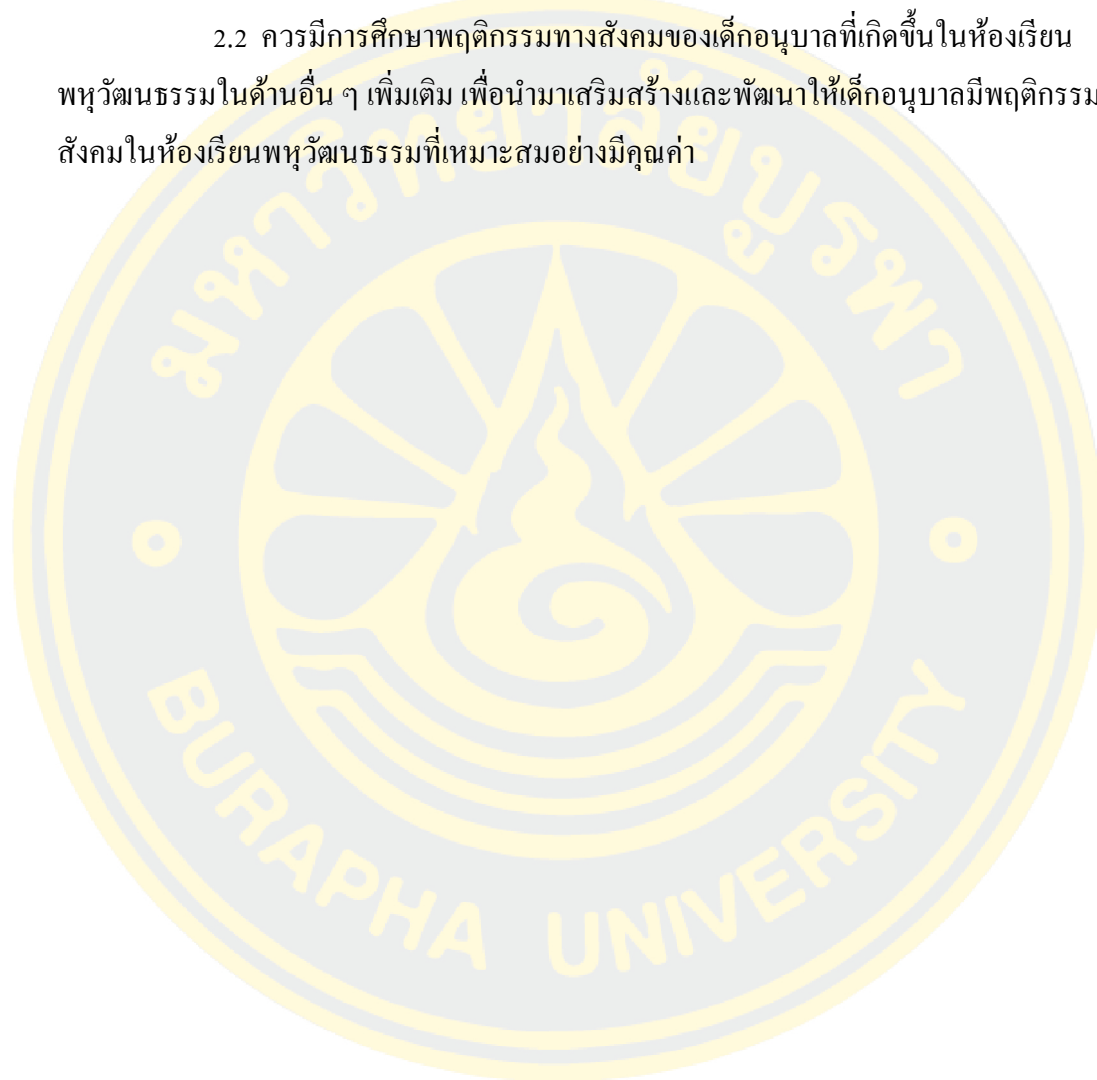 2.2 ควรมีการศึกษาพฤติกรรมทางสังคมของเด็กอนุบาลที่เกิดขึ้นในห้องเรียน
พหุวัฒนธรรมในด้านอื่น ๆ เพิ่มเติม เพื่อนำมาเสริมสร้างและพัฒนาให้เด็กอนุบาลมีพฤติกรรม
สังคมในห้องเรียนพหุวัฒนธรรมที่เหมาะสมอย่างมีคุณค่า
มหาวิทยาลัยบูรพา
BURAPHA UNIVERSITY